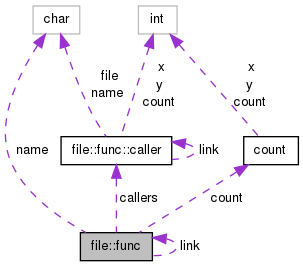 char
int
file
name
x
y
count
x
y
count
name
file::func::caller
link
count
callers
count
file::func
link